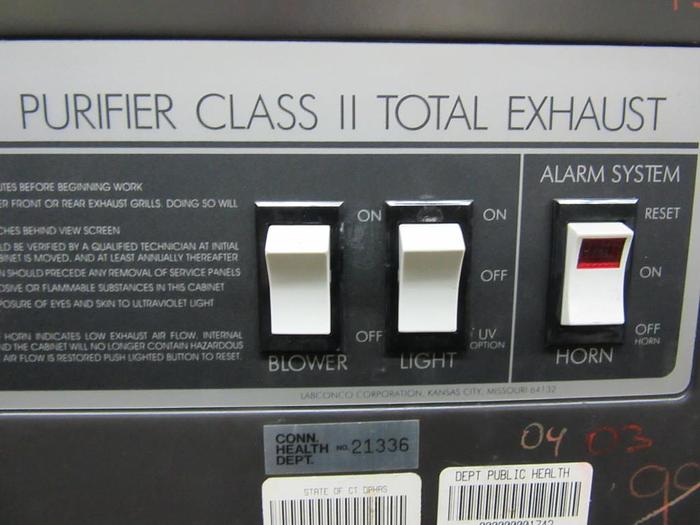 PURIFIER CLASS II TOTAL EXHAUST
UTES BEFORE BEGINNING WORK
ER FRONT OR REAR EXHAUST GRILLS. DOING SO WILL
CHES BEHIND VIEW SCREEN
LD BE VERIFIED BY A QUALIFIED TECHNICIAN AT INITIAL
BINET IS MOVED, AND AT LEAST ANNUALLY THEREAFTER
N SHOULD PRECEDE ANY REMOVAL OF SERVICE PANELS
OSIVE OR FLAMMABLE SUBSTANCES IN THIS CABINET
POSURE OF EYES AND SKIN TO ULTRAVIOLET LIGHT
HORN INDICATES LOW EXHAUST AIR FLOW, INTERNAL
ND THE CABINET WILL NO LONGER CONTAIN HAZARDOUS
AIR FLOW IS RESTORED PUSH LIGHTED BUTTON TO RESET.
ON
OFF
BLOWER
ON
OFF
UV
OPTION
LIGHT
ALARM SYSTEM
RESET
ON
OFF
HORN
HORN
LABCONCO CORPORATION, KANSAS CITY, MISSOURI 64132
CONN.
HEALTH NO. 21336
DEPT.
04 03
99
STATE OF CT DPHAS
DEPT PUBLIC HEALTH